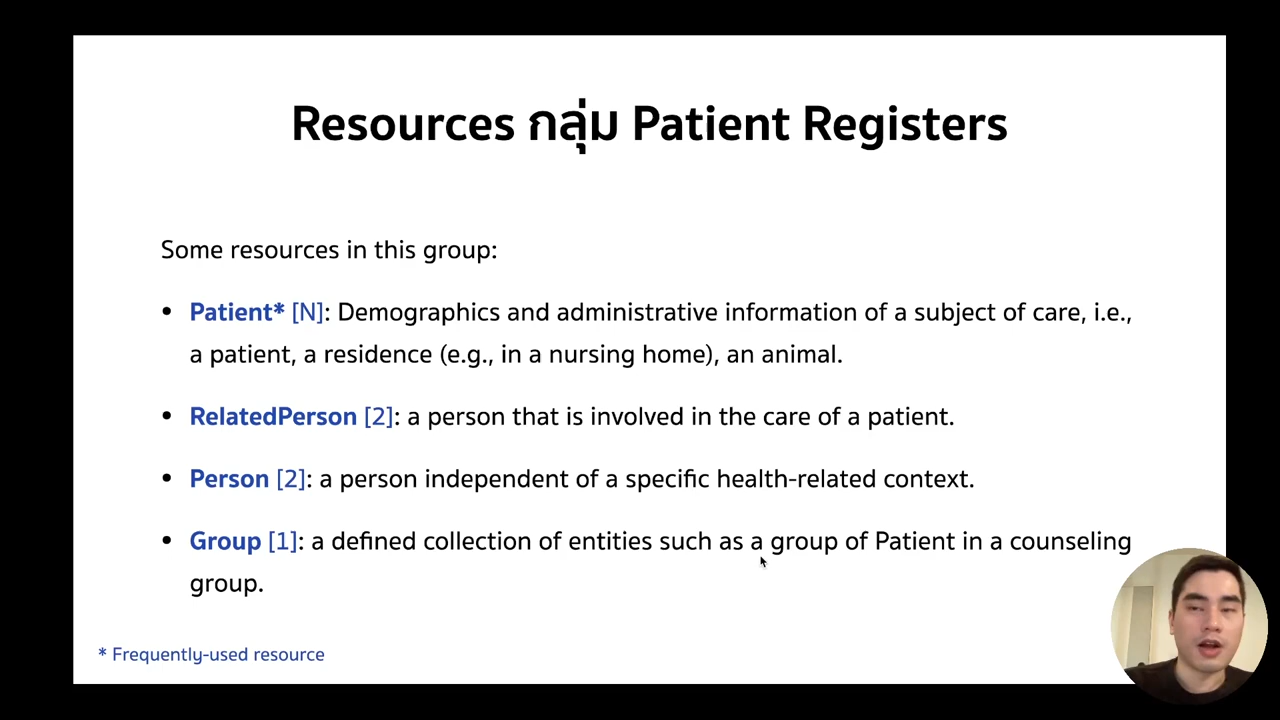 Resources กลุ่ม Patient Registers
Some resources in this group:
• Patient* [N]: Demographics and administrative information of a subject of care, i.e.,
a patient, a residence (e.g., in a nursing home), an animal.
• RelatedPerson [2]: a person that is involved in the care of a patient.
• Person [2]: a person independent of a specific health-related context.
• Group [1]: a defined collection of entities such as a group of Patient in a counseling
group.
* Frequently-used resource